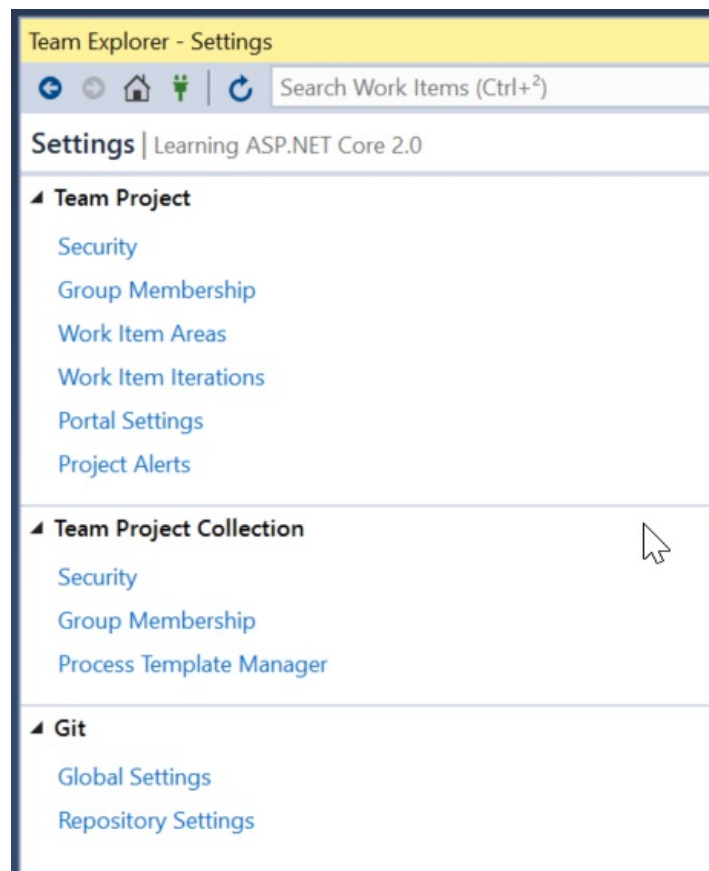 Team Explorer - Settings
Search Work Items (Ctrl+²)
Settings | Learning ASP.NET Core 2.0
Team Project
Security
Group Membership
Work Item Areas
Work Item Iterations
Portal Settings
Project Alerts
Team Project Collection
Security
Group Membership
Process Template Manager
Git
Global Settings
Repository Settings